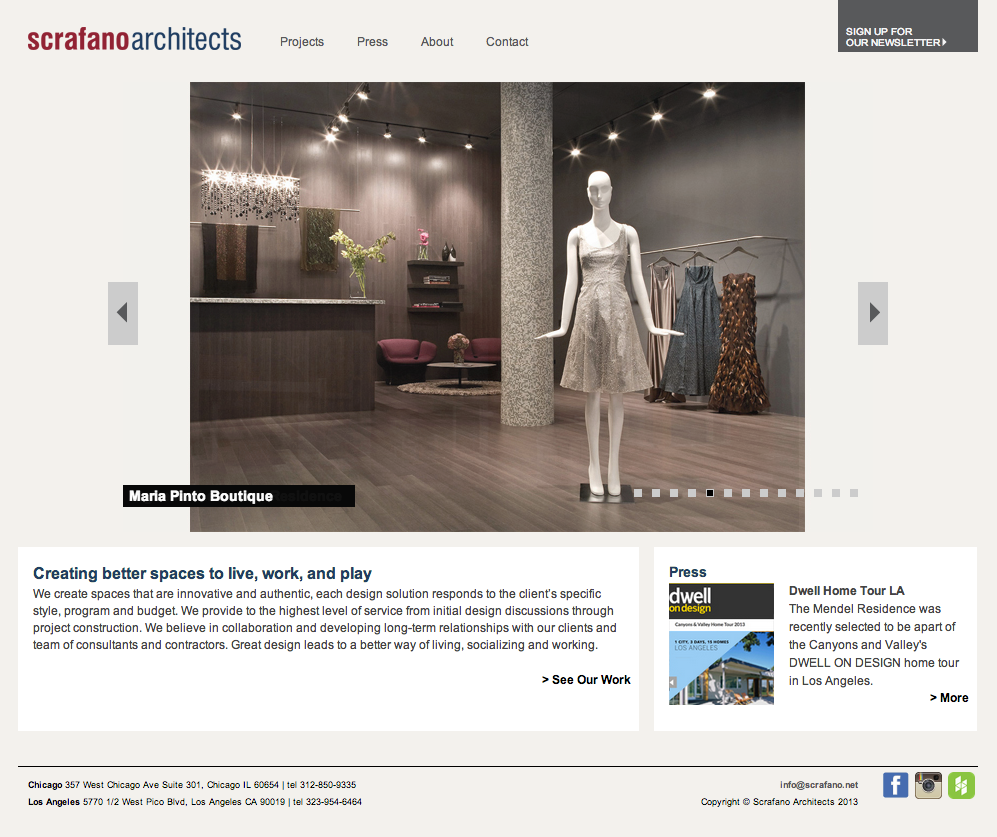 scrafanoarchitects
Projects
Press
About
Contact
SIGN UP FOR
OUR NEWSLETTER
Maria Pinto Boutique
Creating better spaces to live, work, and play
We create spaces that are innovative and authentic, each design solution responds to the client's specific
style, program and budget. We provide to the highest level of service from initial design discussions through
project construction. We believe in collaboration and developing long-term relationships with our clients and
team of consultants and contractors. Great design leads to a better way of living, socializing and working.
> See Our Work
Press
dwell
on design
Canyons & Valley Home Tour 2013
1 CITY, 3 DAYS, 15 HOMES
LOS ANGELES
Dwell Home Tour LA
The Mendel Residence was
recently selected to be apart of
the Canyons and Valley's
DWELL ON DESIGN home tour
in Los Angeles.
> More
Chicago 357 West Chicago Ave Suite 301, Chicago IL 60654 | tel 312-850-9335
Los Angeles 5770 1/2 West Pico Blvd, Los Angeles CA 90019 | tel 323-954-6464
info@scrafano.net
Copyright © Scrafano Architects 2013